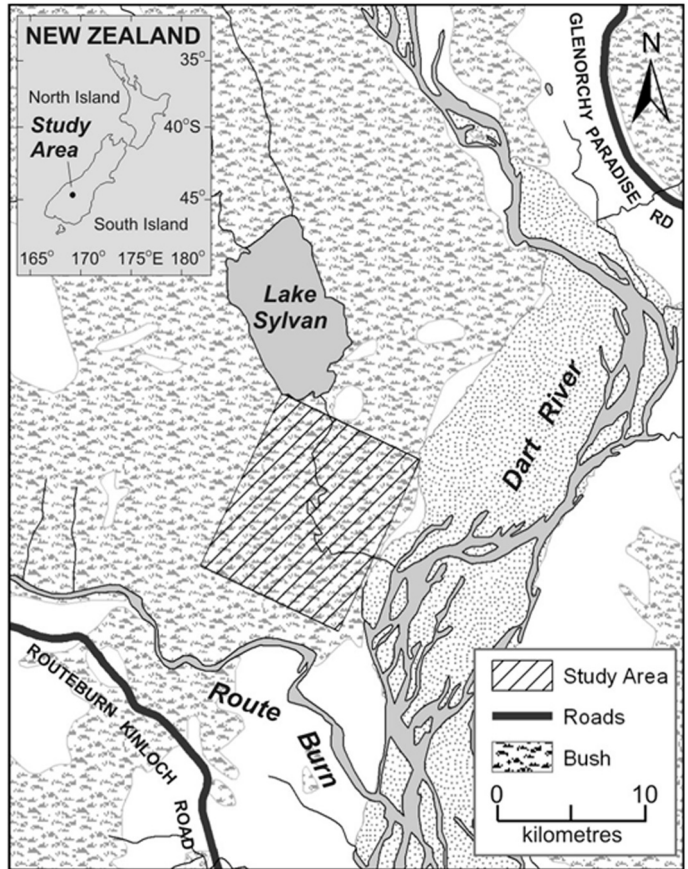 NEW ZEALAND
35°
North Island
Study
Area
40°S
45°
South Island
165° 170° 175°E 180°
GLENORCHY PARADISE RD
N
Lake
Sylvan
Dart River
Route
Burn
ROUTEBURN KINLOCH
ROAD
Study Area
Roads
Bush
0 10
kilometres